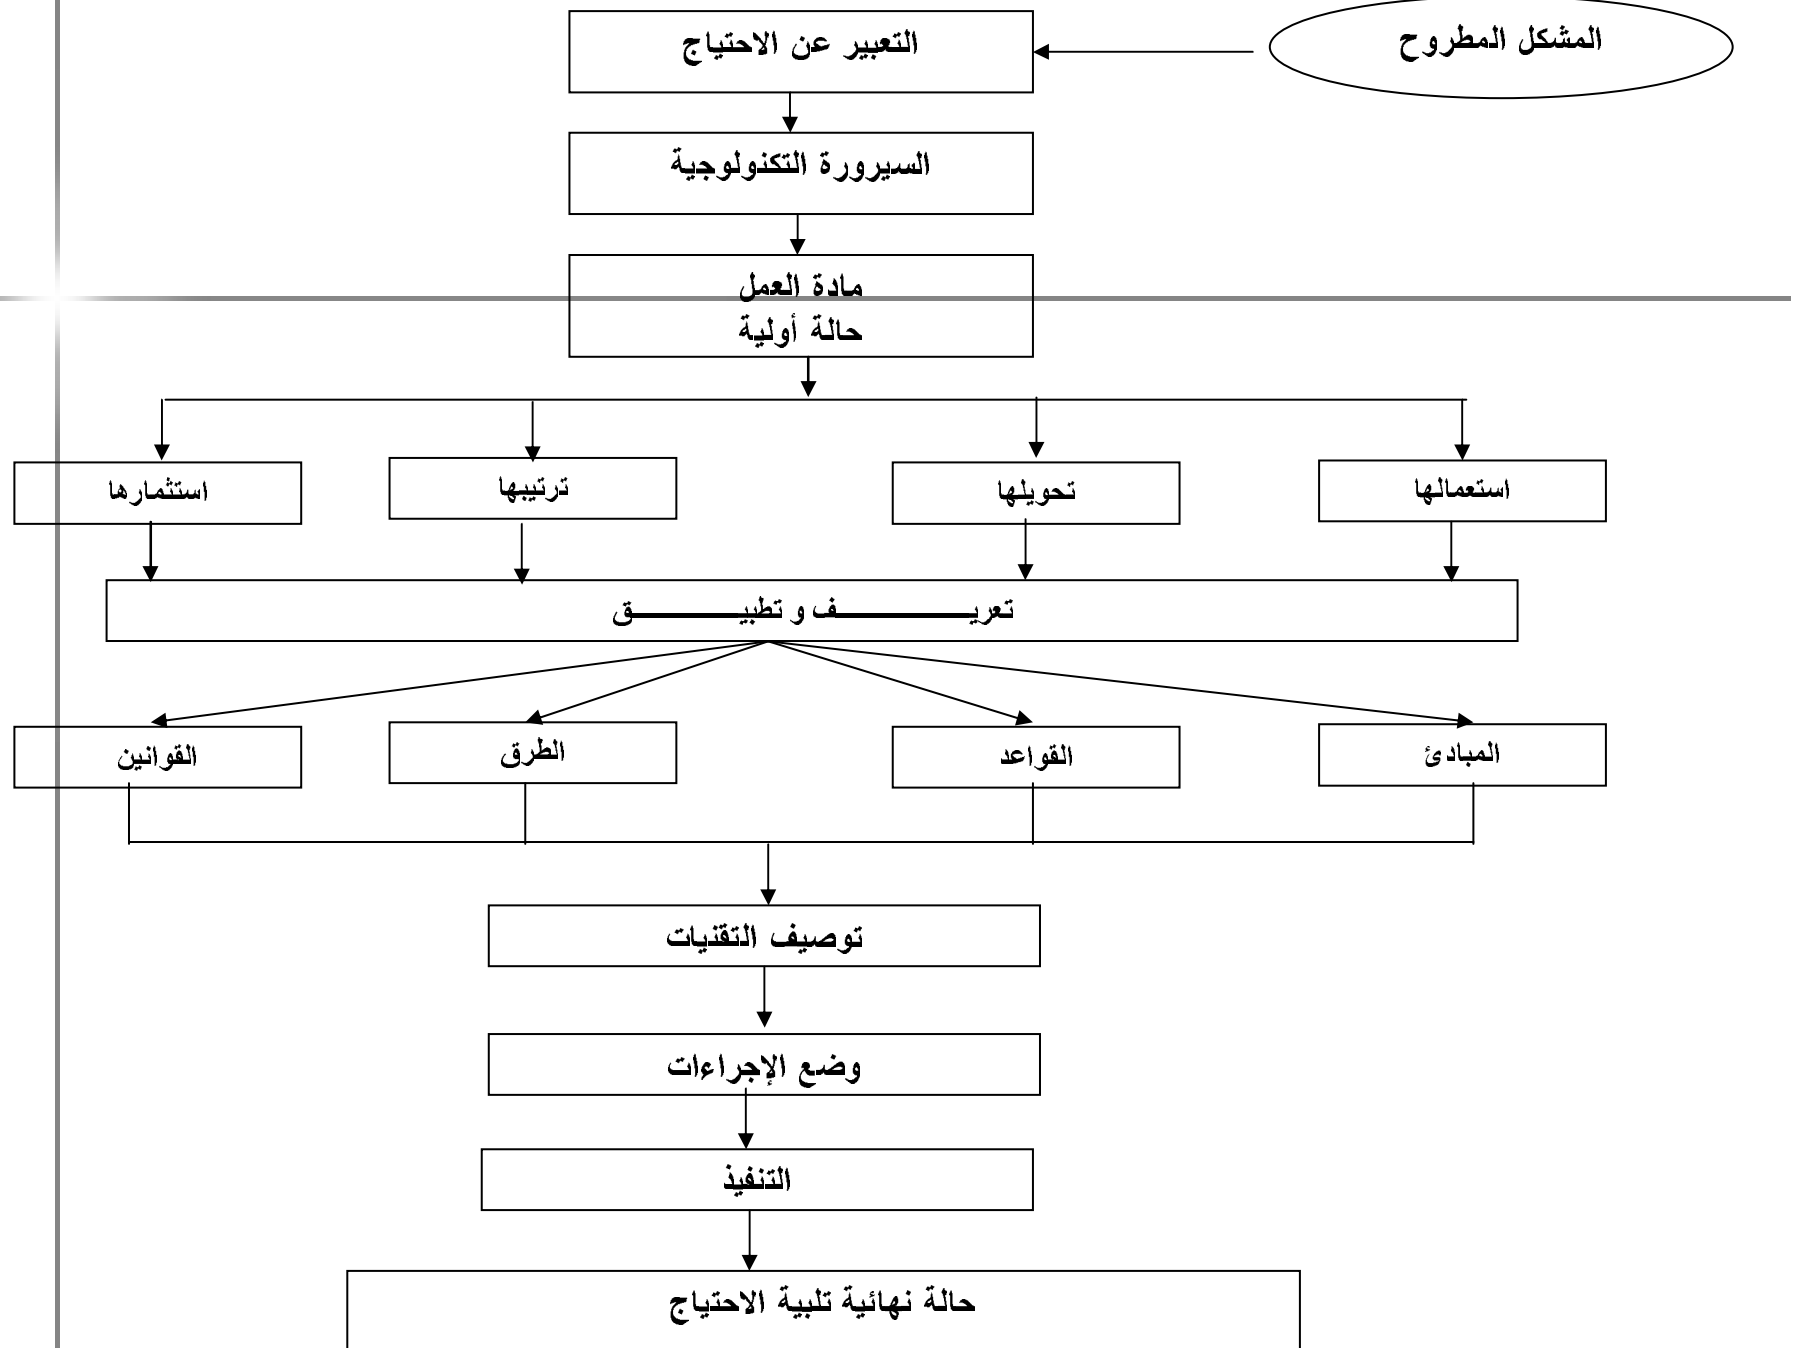 المشكل المطروح
التعبير عن الاحتياج
السيرورة التكنولوجية
مادة العمل
حالة أولية
استعمالها
تحويلها
ترتيبها
استثمارها
تعريـــــــــــــف و تطبيـــــــــــق
المبادئ
القواعد
الطرق
القوانين
توصيف التقنيات
وضع الإجراءات
التنفيذ
حالة نهائية تلبية الاحتياج